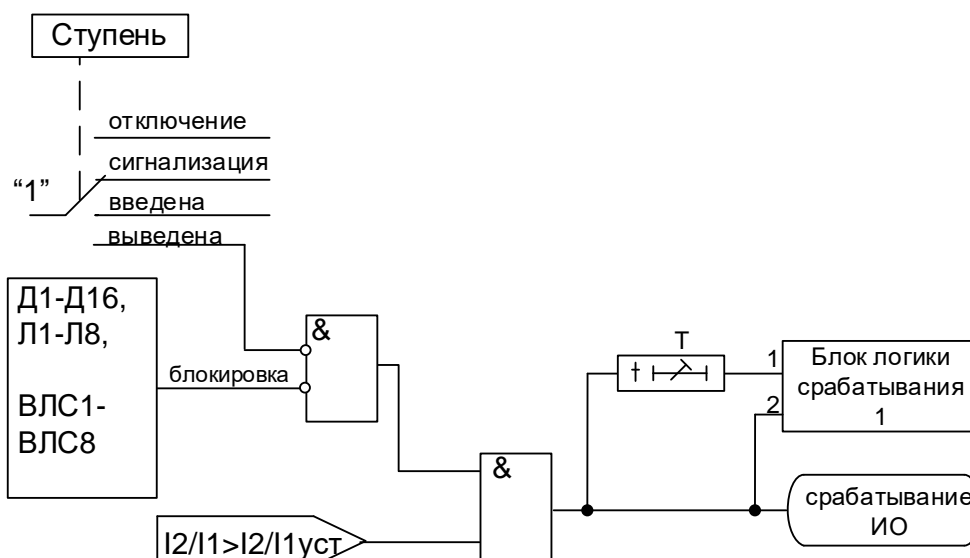 Ступень
отключение
сигнализация
“1”
введена
выведена
Д1-Д16,
Л1-Л8,
ВЛС1-
ВЛС8
блокировка
&
&
I2/I1>I2/I1уст
T
t
1
2
Блок логики
срабатывания
1
срабатывание
ИО